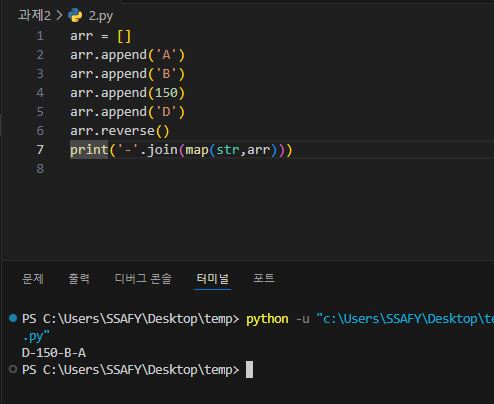 과제2 > 2.py
1 arr = []
2 arr.append('A')
3 arr.append('B')
4 arr.append(150)
5 arr.append('D')
6 arr.reverse()
7 print('-'.join(map(str,arr)))
8
문제 출력 디버그 콘솔 터미널 포트
PS C:\Users\SSAFY\Desktop\temp> python -u "c:\Users\SSAFY\Desktop\te
.py"
D-150-B-A
PS C:\Users\SSAFY\Desktop\temp>